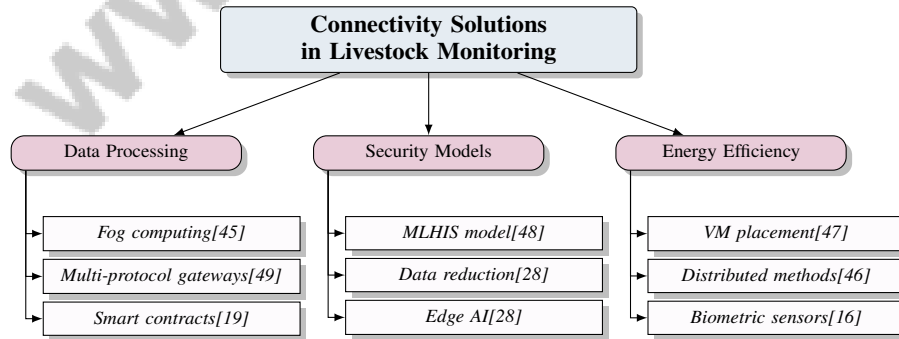 Connectivity Solutions
in Livestock Monitoring
Data Processing
Security Models
Energy Efficiency
Fog computing[45]
MLHIS model[48]
VM placement[47]
Multi-protocol gateways[49]
Data reduction[28]
Distributed methods[46]
Smart contracts[19]
Edge AI[28]
Biometric sensors[16]